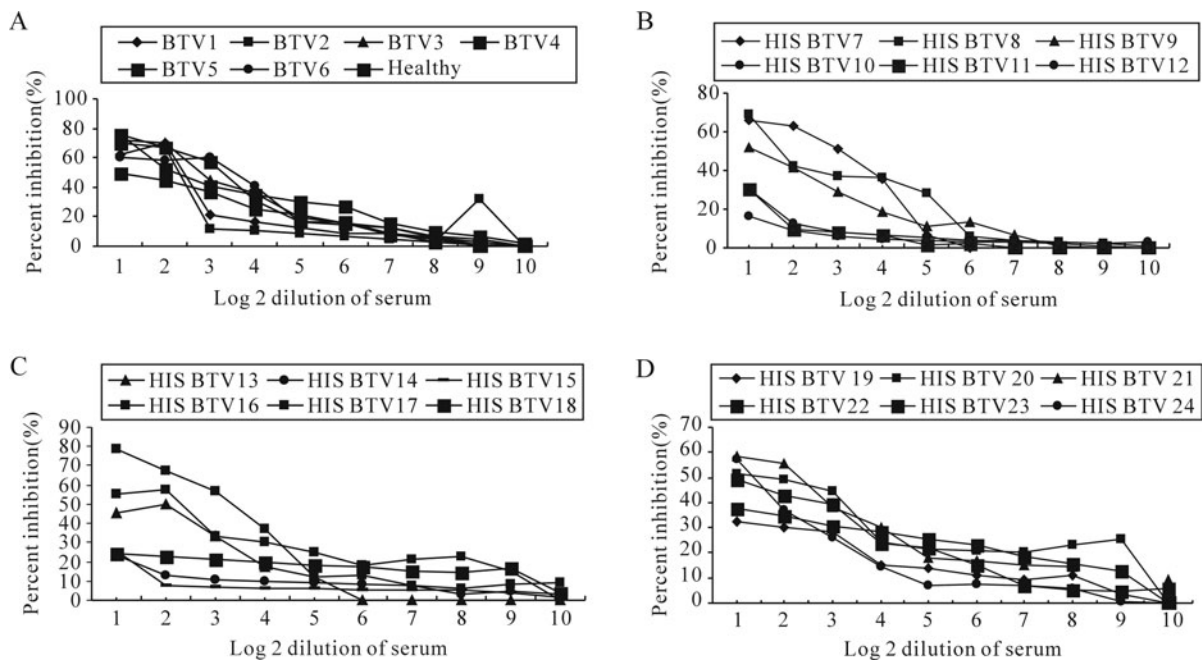 A
BTV1 BTV2 BTV3 BTV4
BTV5 BTV6 Healthy
Percent inhibition(%)
100
80
60
40
20
0
1 2 3 4 5 6 7 8 9 10
Log 2 dilution of serum
B
HIS BTV7 HIS BTV8 HIS BTV9
HIS BTV10 HIS BTV11 HIS BTV12
Percent inhibition(%)
80
60
40
20
0
1 2 3 4 5 6 7 8 9 10
Log 2 dilution of serum
C
HIS BTV13 HIS BTV14 HIS BTV15
HIS BTV16 HIS BTV17 HIS BTV18
Percent inhibition(%)
90
80
70
60
50
40
30
20
10
0
1 2 3 4 5 6 7 8 9 10
Log 2 dilution of serum
D
HIS BTV 19 HIS BTV 20 HIS BTV 21
HIS BTV22 HIS BTV23 HIS BTV 24
Percent inhibition(%)
70
60
50
40
30
20
10
0
1 2 3 4 5 6 7 8 9 10
Log 2 dilution of serum